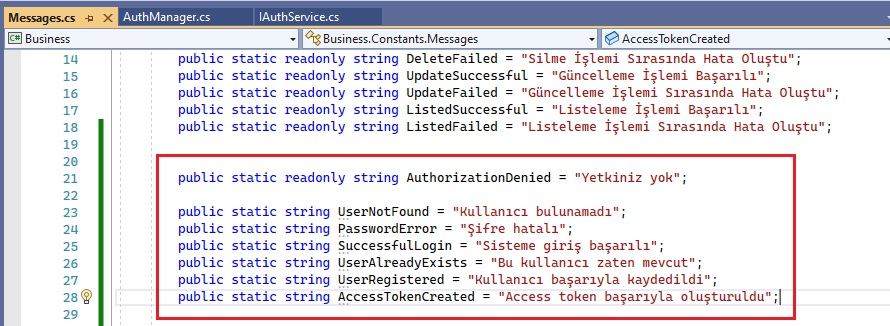 Messages.cs AuthManager.cs IAuthService.cs
Business Business.Constants.Messages AccessTokenCreated
14 public static readonly string DeleteFailed = "Silme İşlemi Sırasında Hata Oluştu";
15 public static readonly string UpdateSuccessful = "Güncelleme İşlemi Başarılı";
16 public static readonly string UpdateFailed = "Güncelleme İşlemi Sırasında Hata Oluştu";
17 public static readonly string ListedSuccessful = "Listeleme İşlemi Başarılı";
18 public static readonly string ListedFailed = "Listeleme İşlemi Sırasında Hata Oluştu";
19
20
21 public static readonly string AuthorizationDenied = "Yetkiniz yok";
22
23 public static string UserNotFound = "Kullanıcı bulunamadı";
24 public static string PasswordError = "Şifre hatalı";
25 public static string SuccessfulLogin = "Sisteme giriş başarılı";
26 public static string UserAlreadyExists = "Bu kullanıcı zaten mevcut";
27 public static string UserRegistered = "Kullanıcı başarıyla kaydedildi";
28 public static string AccessTokenCreated = "Access token başarıyla oluşturuldu";
29